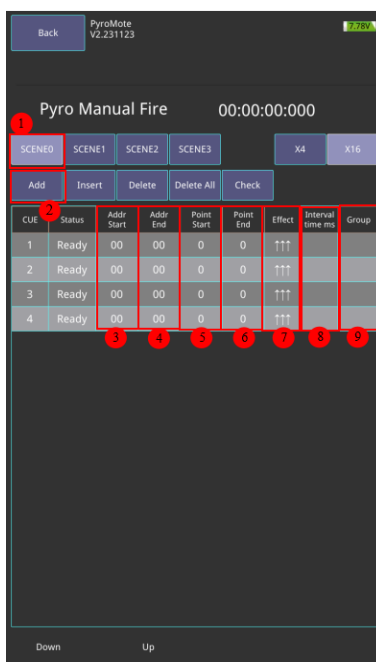 Back PyroMote
V2.231123
7.78V
Pyro Manual Fire 00:00:00:000
1
SCENE0 SCENE1 SCENE2 SCENE3 X4 X16
Add Insert Delete Delete All Check
2
CUE Status Addr Start Addr End Point Start Point End Effect Interval time ms Group
1 Ready 00 00 0 0 ↑↑↑
2 Ready 00 00 0 0 ↑↑↑
3 Ready 00 00 0 0 ↑↑↑
4 Ready 00 00 0 0 ↑↑↑
3 4 5 6 7 8 9
Down Up